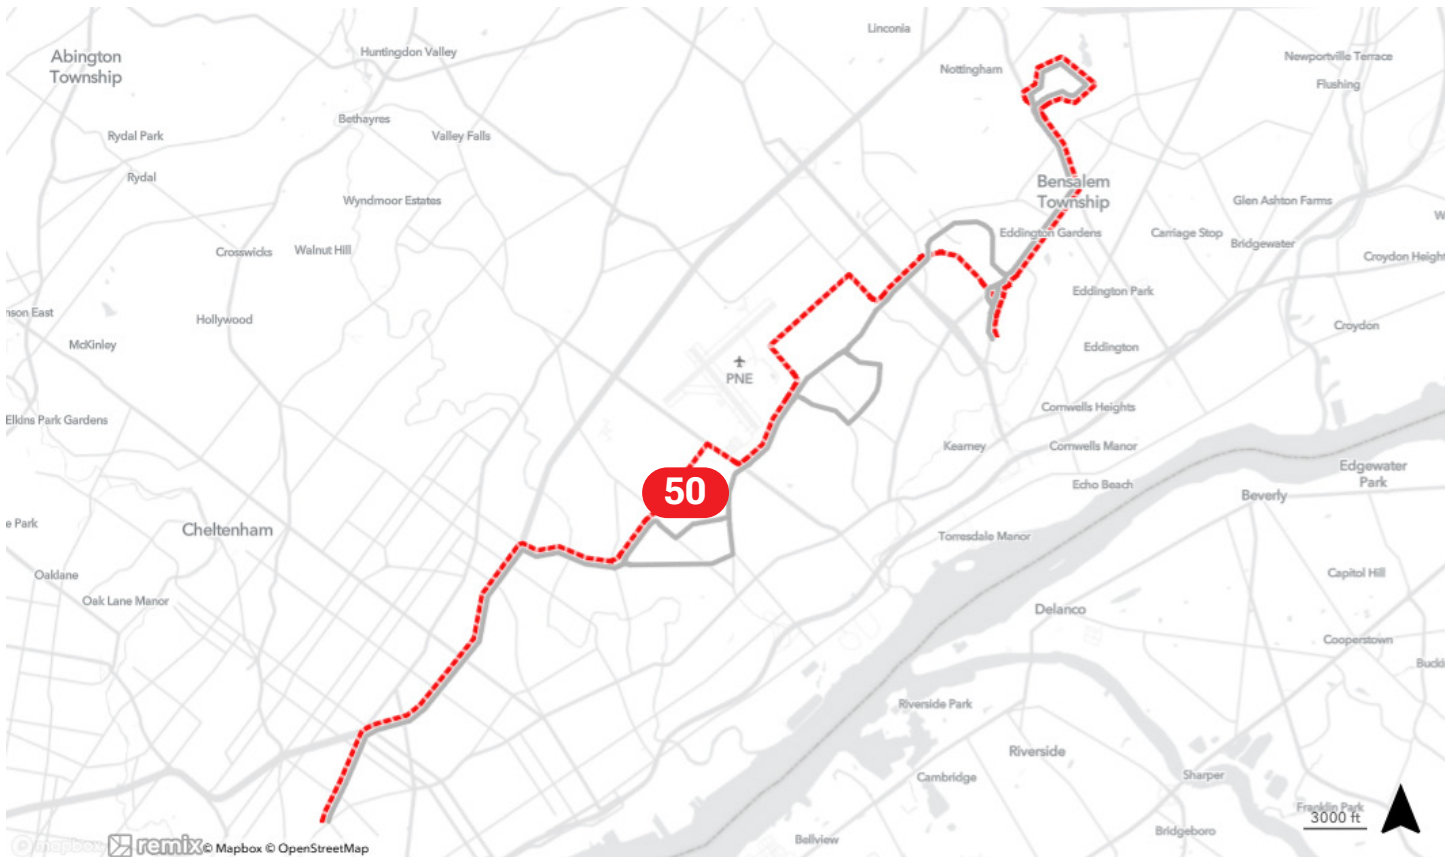 Linconia
Abington
Township
Huntingdon Valley
Nottingham
Newportville Terrace
Flushing
Bethayres
Rydal Park
Valley Falls
Rydal
Bensalem
Township
Wyndmoor Estates
Glen Ashton Farms
Eddington Gardens
Carriage Stop
Bridgewater
Crosswicks
Walnut Hill
Croydon Height
Eddington Park
nson East
Hollywood
Croydon
McKinley
Eddington
PNE
Cornwells Heights
Elkins Park Gardens
Kearney
Cornwells Manor
Edgewater
Park
50
Echo Beach
Beverly
e Park
Cheltenham
Torresdale Manor
Oaklane
Capitol Hill
Oak Lane Manor
Delanco
Cooperstown
Bucki
Riverside Park
Riverside
Cambridge
Sharper
Franklin Park
3000 ft
Bridgeboro
Bellview
mapbox remix © Mapbox © OpenStreetMap